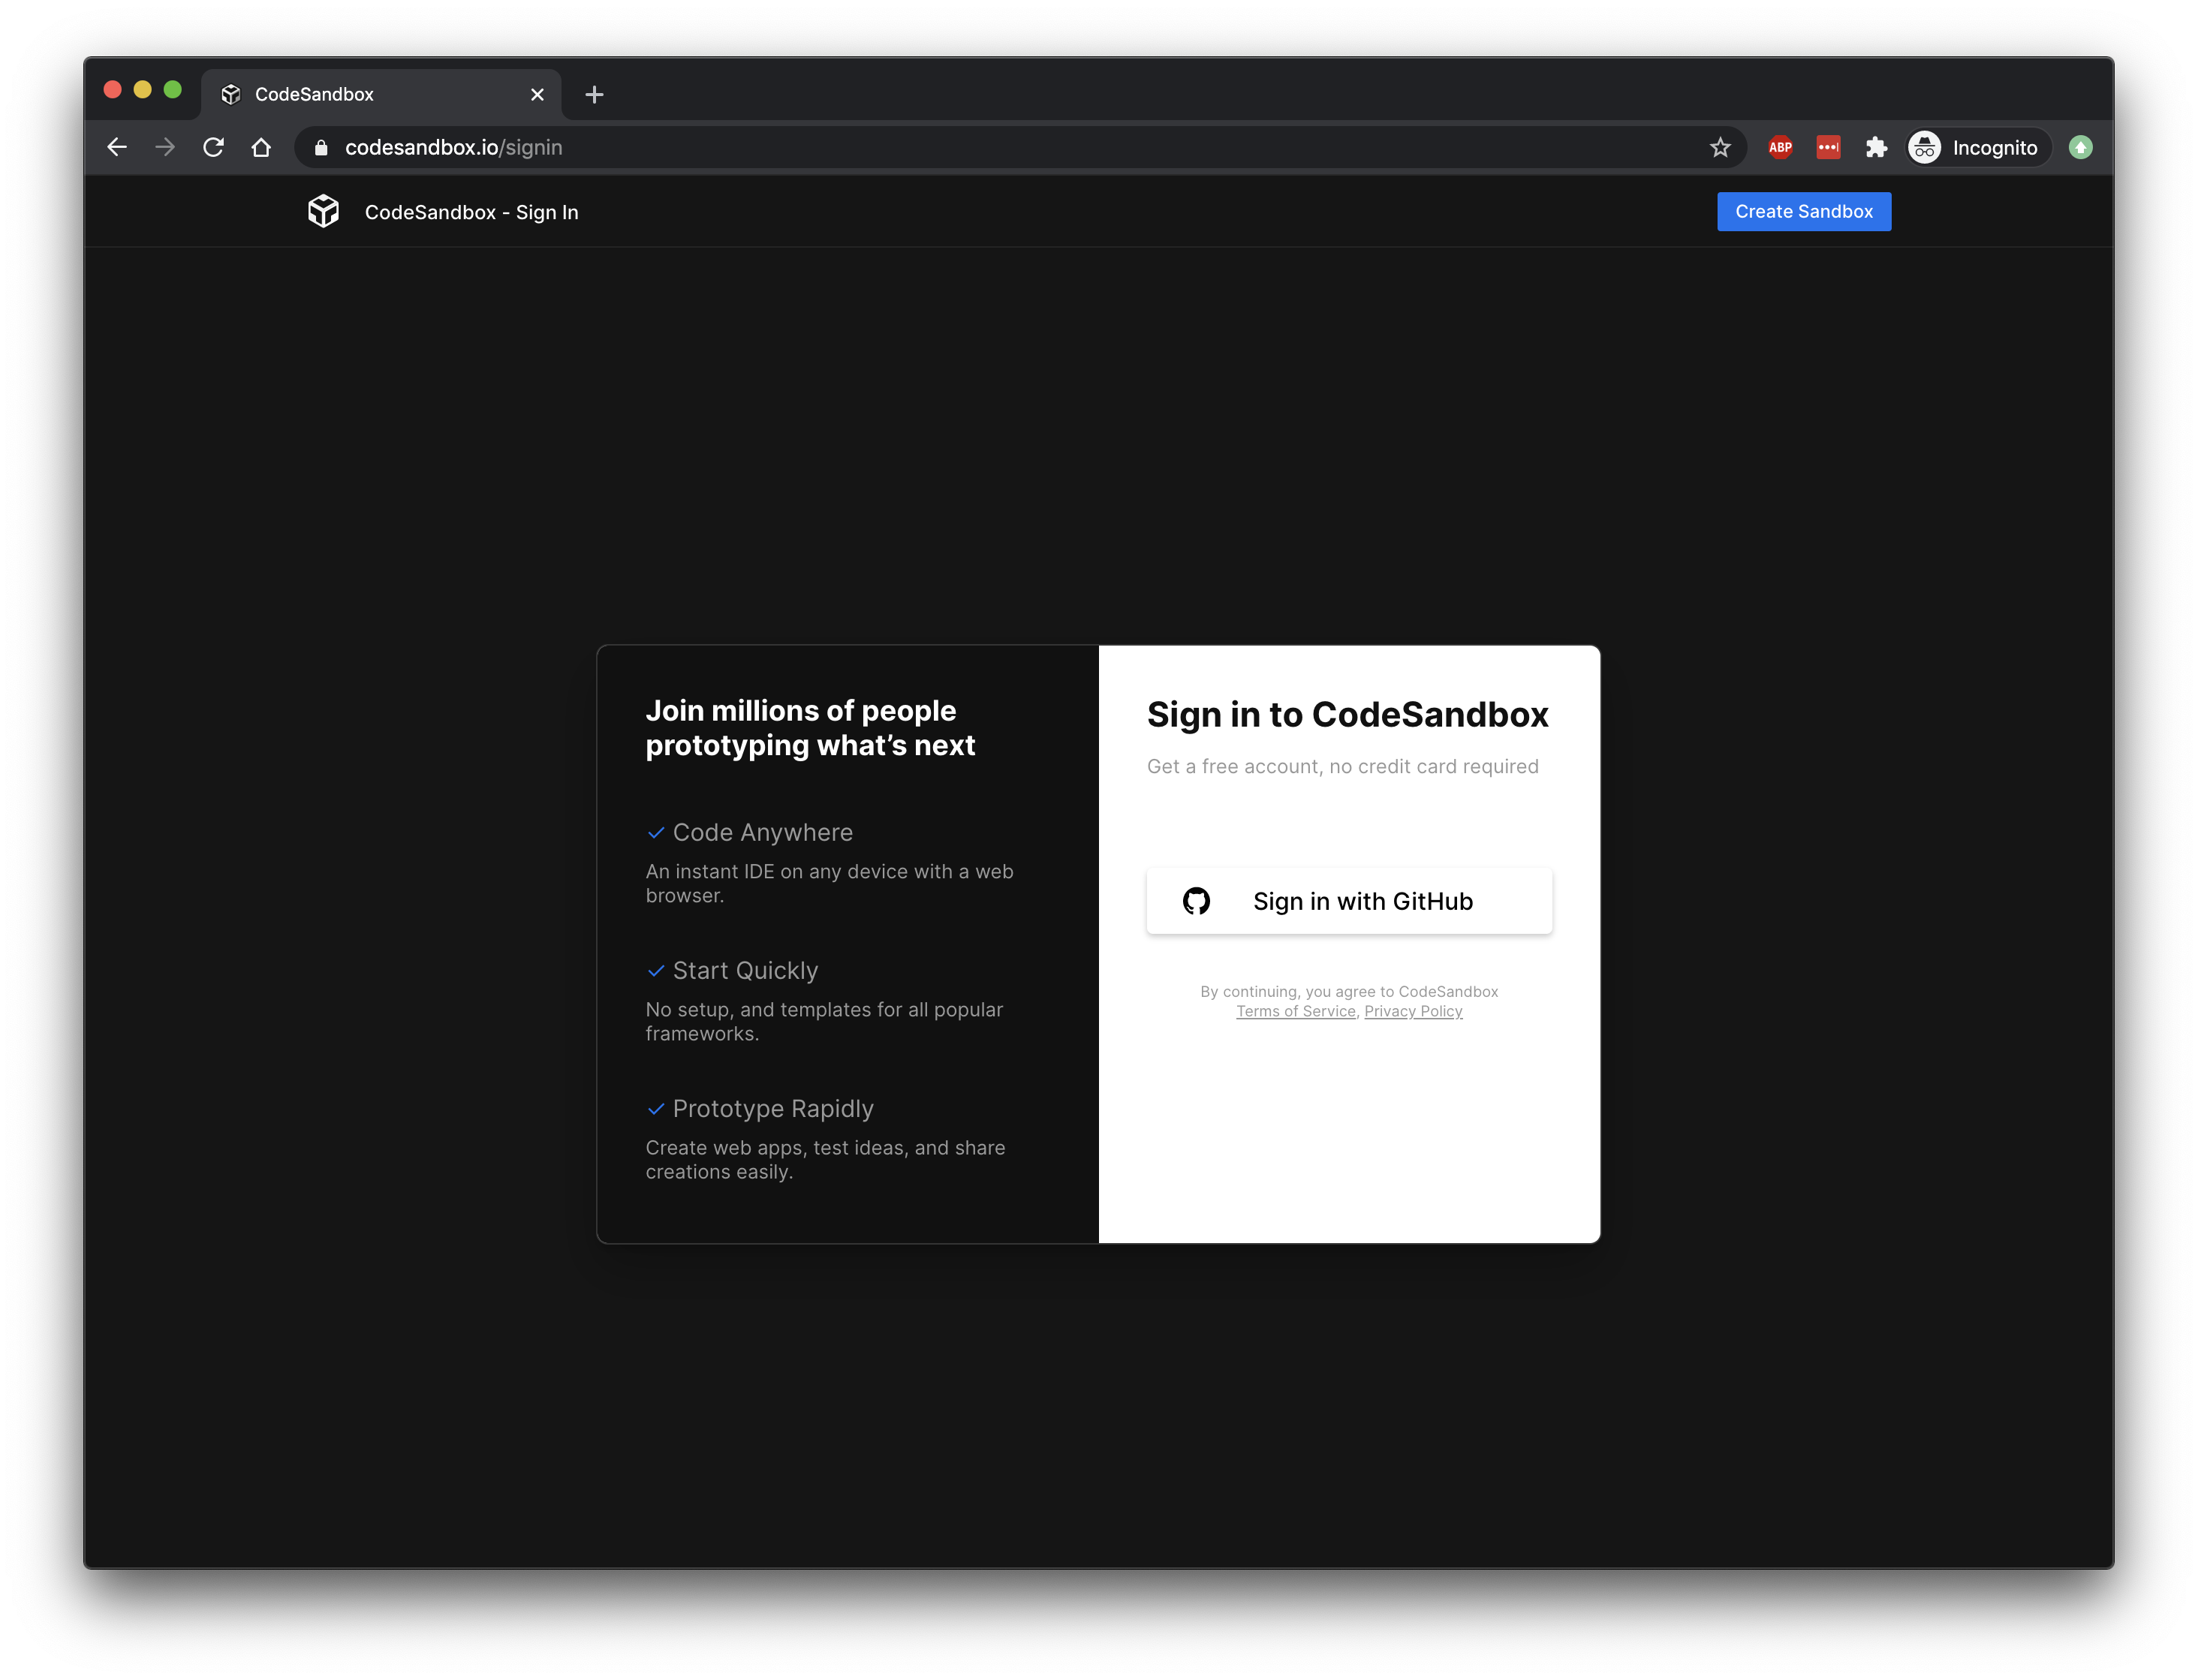 CodeSandbox
codesandbox.io/signin
ABP
Incognito
CodeSandbox - Sign In
Create Sandbox
Join millions of people
prototyping what’s next
Code Anywhere
An instant IDE on any device with a web
browser.
Start Quickly
No setup, and templates for all popular
frameworks.
Prototype Rapidly
Create web apps, test ideas, and share
creations easily.
Sign in to CodeSandbox
Get a free account, no credit card required
Sign in with GitHub
By continuing, you agree to CodeSandbox
Terms of Service, Privacy Policy